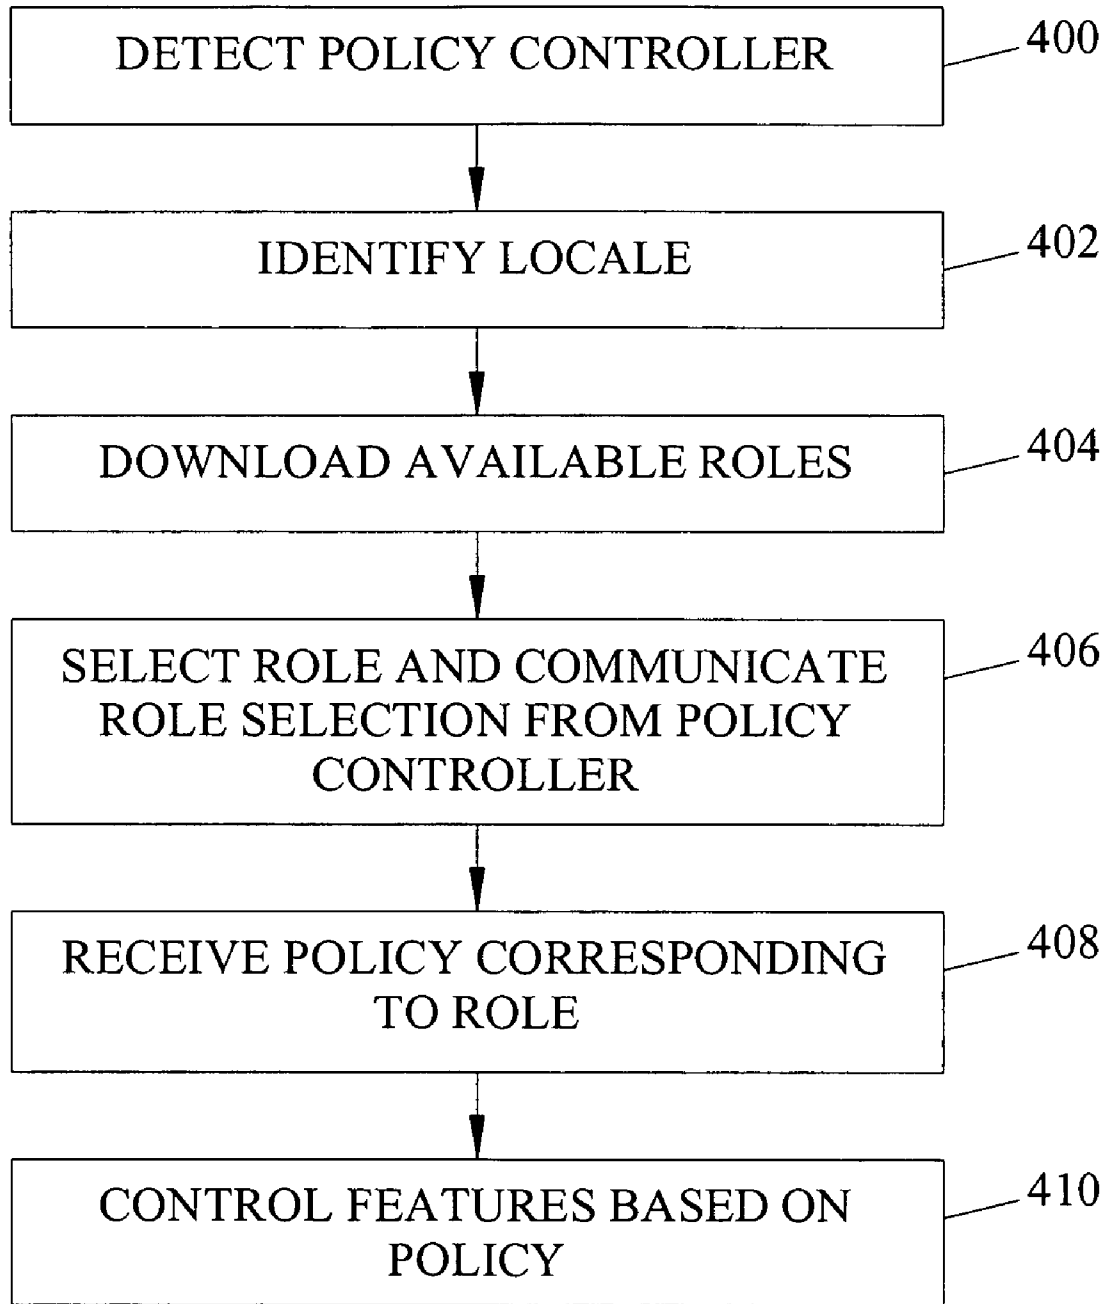 DETECT POLICY CONTROLLER
400
IDENTIFY LOCALE
402
DOWNLOAD AVAILABLE ROLES
404
SELECT ROLE AND COMMUNICATE
ROLE SELECTION FROM POLICY
CONTROLLER
406
RECEIVE POLICY CORRESPONDING
TO ROLE
408
CONTROL FEATURES BASED ON
POLICY
410